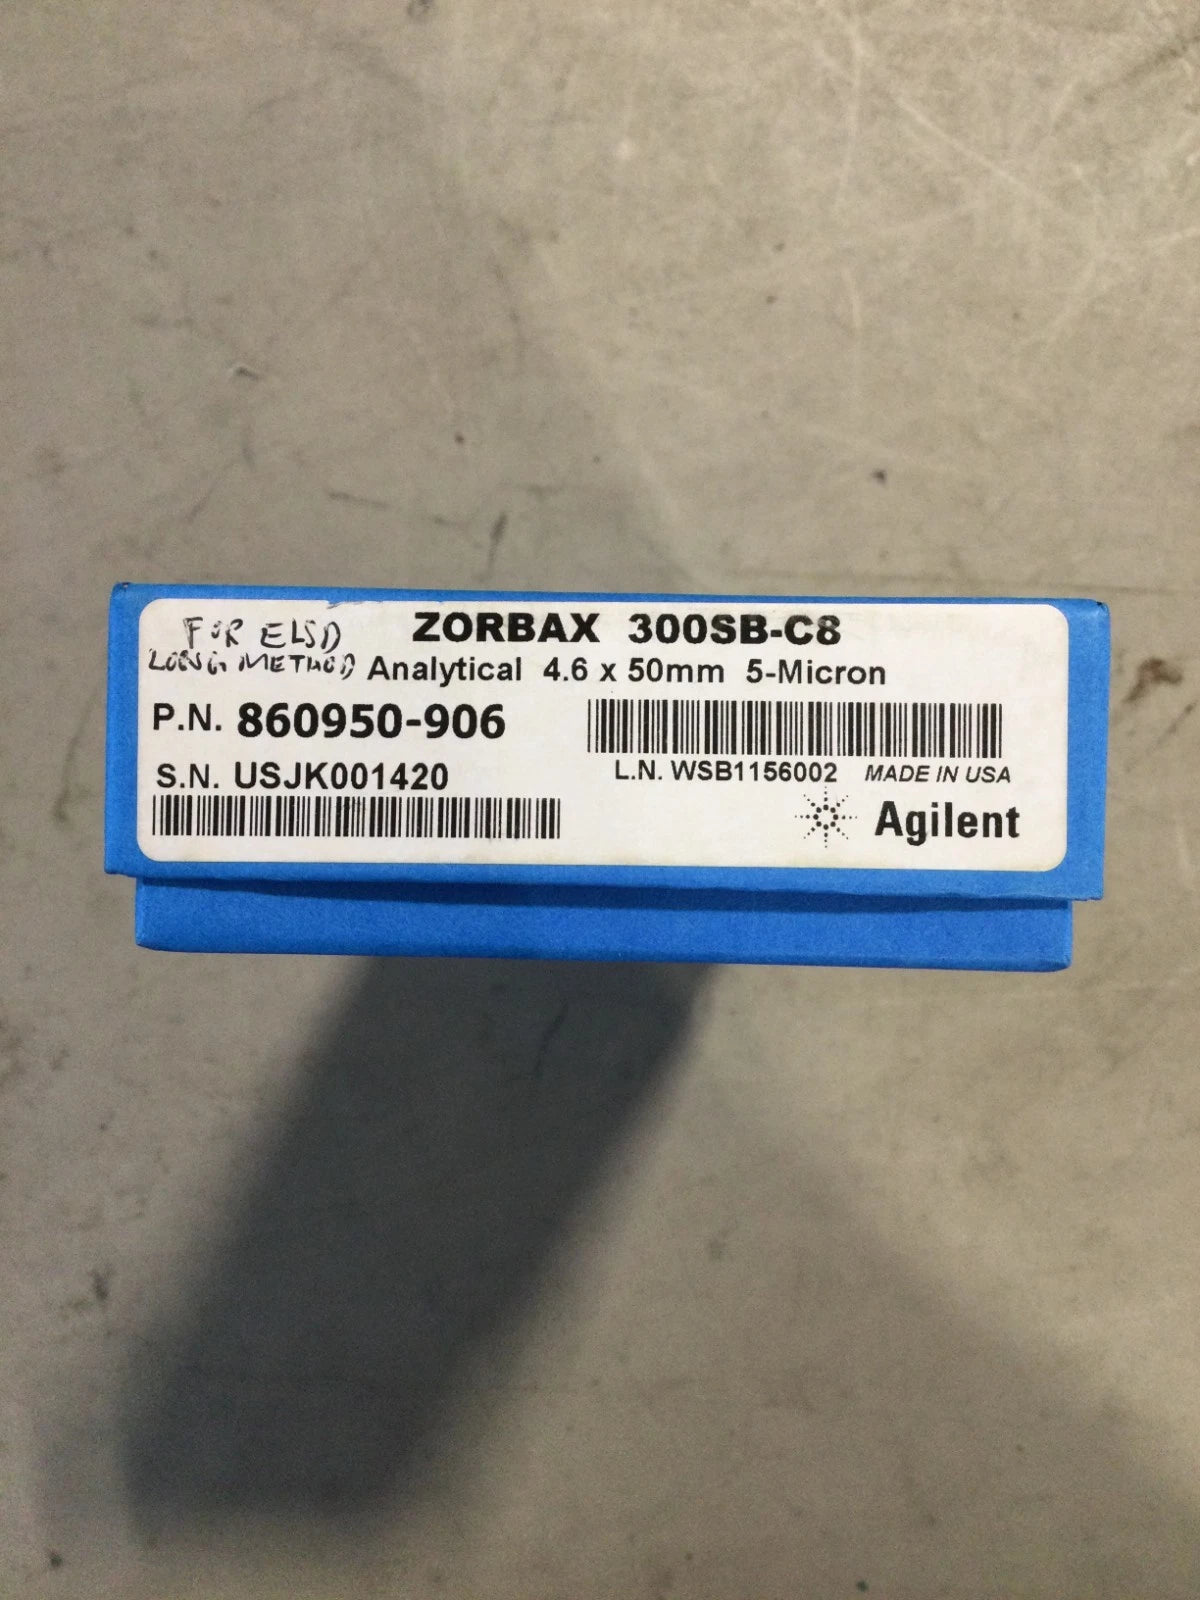 FOR ELSD
LONG METHOD
ZORBAX 300SB-C8
Analytical 4.6 x 50mm 5-Micron
P.N. 860950-906
S.N. USJK001420
L.N. WSB1156002 MADE IN USA
Agilent